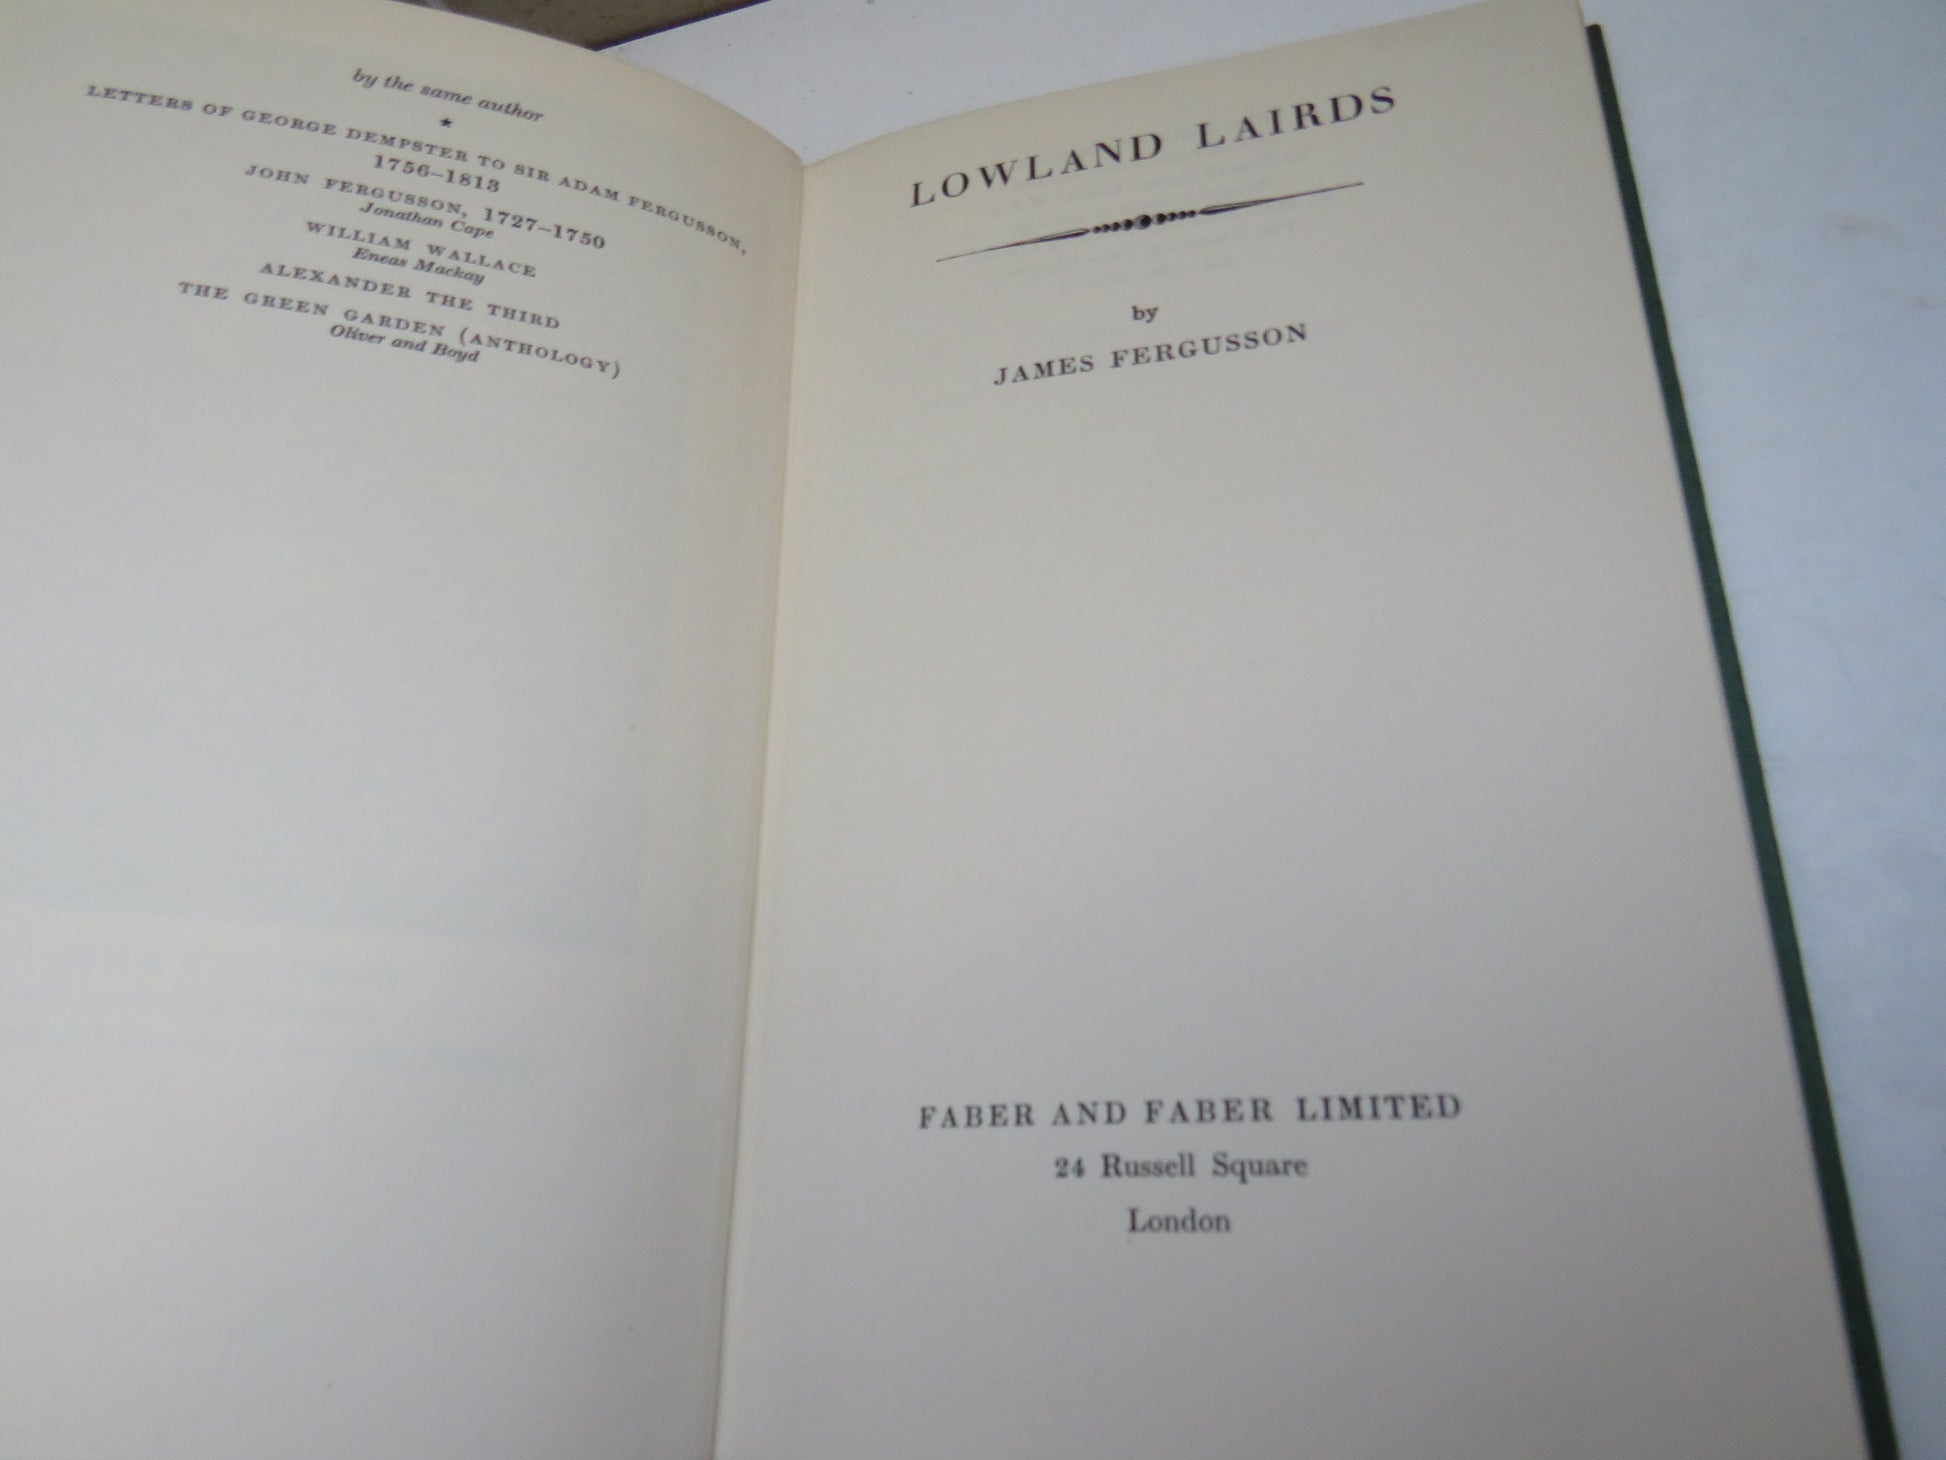 by the same author
★
LETTERS OF GEORGE DEMPSTER TO SIR ADAM FERGUSSON,
1756–1813
JOHN FERGUSSON, 1727–1750
Jonathan Cape
WILLIAM WALLACE
Eneas Mackay
ALEXANDER THE THIRD
THE GREEN GARDEN (ANTHOLOGY)
Oliver and Boyd
LOWLAND LAIRDS
by
JAMES FERGUSSON
FABER AND FABER LIMITED
24 Russell Square
London